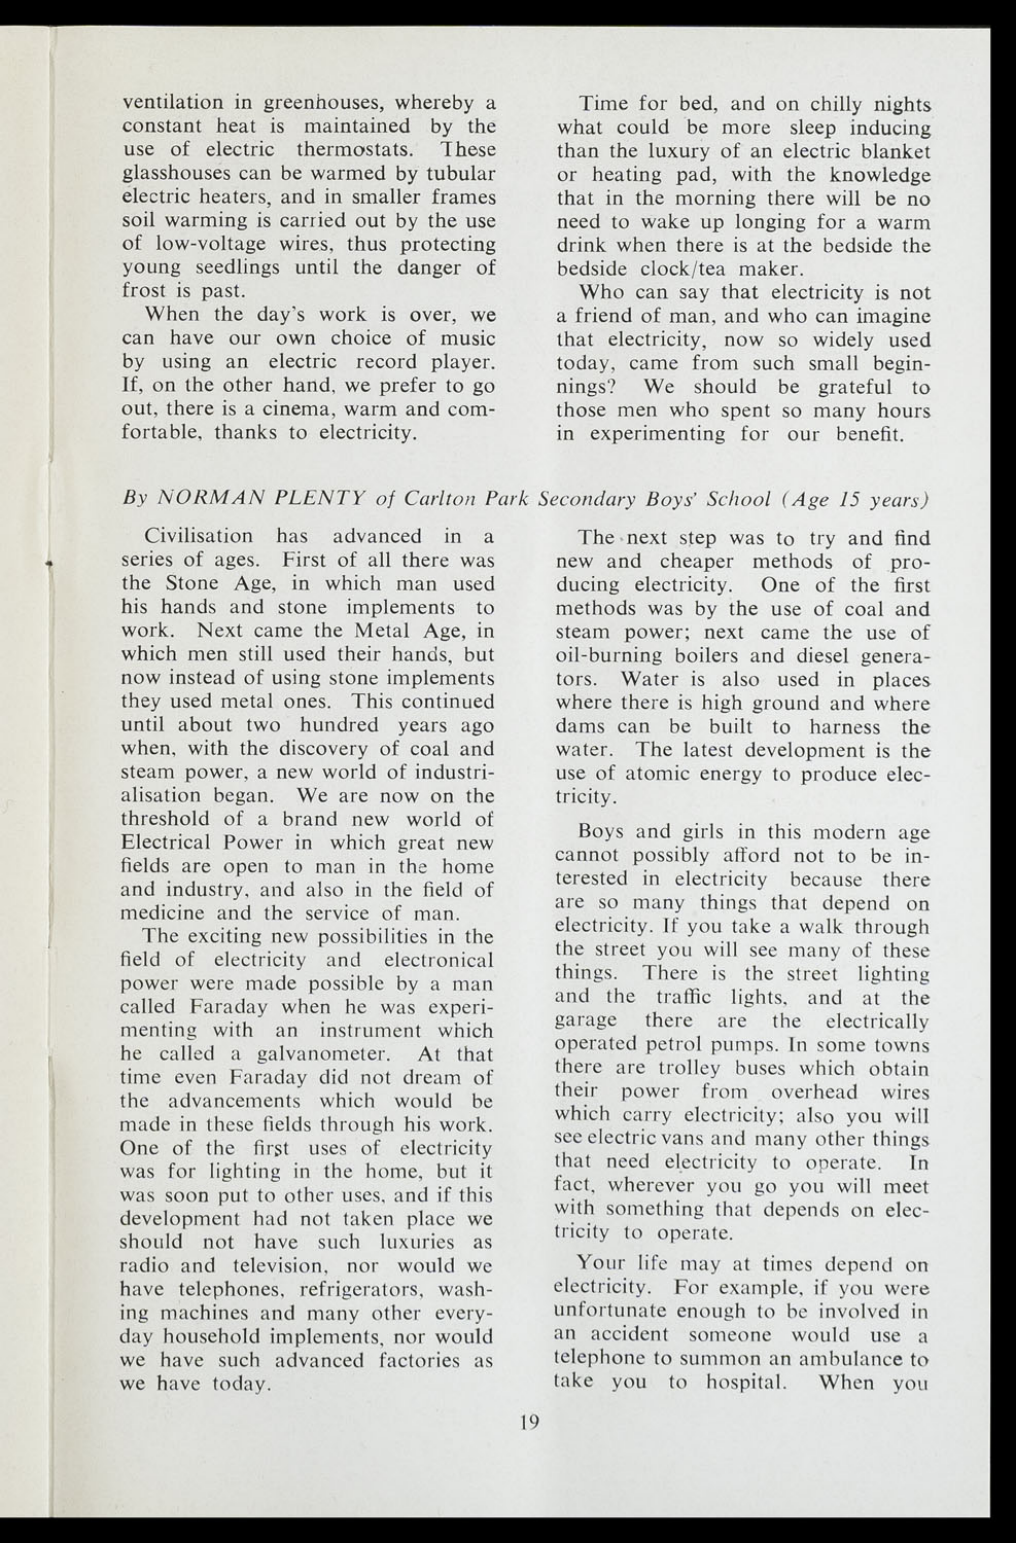 ventilation in greenhouses, whereby a
constant heat is maintained by the
use of electric thermostats. These
glasshouses can be warmed by tubular
electric heaters, and in smaller frames
soil warming is carried out by the use
of low-voltage wires, thus protecting
young seedlings until the danger of
frost is past.
When the day's work is over, we
can have our own choice of music
by using an electric record player.
If, on the other hand, we prefer to go
out, there is a cinema, warm and com-
fortable, thanks to electricity.
Time for bed, and on chilly nights
what could be more sleep inducing
than the luxury of an electric blanket
or heating pad, with the knowledge
that in the morning there will be no
need to wake up longing for a warm
drink when there is at the bedside the
bedside clock/tea maker.
Who can say that electricity is not
a friend of man, and who can imagine
that electricity, now so widely used
today, came from such small begin-
nings? We should be grateful to
those men who spent so many hours
in experimenting for our benefit.
By NORMAN PLENTY of Carlton Park Secondary Boys' School (Age 15 years)
Civilisation has advanced in a
series of ages. First of all there was
the Stone Age, in which man used
his hands and stone implements to
work. Next came the Metal Age, in
which men still used their hands, but
now instead of using stone implements
they used metal ones. This continued
until about two hundred years ago
when, with the discovery of coal and
steam power, a new world of industri-
alisation began. We are now on the
threshold of a brand new world of
Electrical Power in which great new
fields are open to man in the home
and industry, and also in the field of
medicine and the service of man.
The exciting new possibilities in the
field of electricity and electronical
power were made possible by a man
called Faraday when he was experi-
menting with an instrument which
he called a galvanometer. At that
time even Faraday did not dream of
the advancements which would be
made in these fields through his work.
One of the first uses of electricity
was for lighting in the home, but it
was soon put to other uses, and if this
development had not taken place we
should not have such luxuries as
radio and television, nor would we
have telephones, refrigerators, wash-
ing machines and many other every-
day household implements, nor would
we have such advanced factories as
we have today.
The next step was to try and find
new and cheaper methods of pro-
ducing electricity. One of the first
methods was by the use of coal and
steam power; next came the use of
oil-burning boilers and diesel genera-
tors. Water is also used in places
where there is high ground and where
dams can be built to harness the
water. The latest development is the
use of atomic energy to produce elec-
tricity.
Boys and girls in this modern age
cannot possibly afford not to be in-
terested in electricity because there
are so many things that depend on
electricity. If you take a walk through
the street you will see many of these
things. There is the street lighting
and the traffic lights, and at the
garage there are the electrically
operated petrol pumps. In some towns
there are trolley buses which obtain
their power from overhead wires
which carry electricity; also you will
see electric vans and many other things
that need electricity to operate. In
fact, wherever you go you will meet
with something that depends on elec-
tricity to operate.
Your life may at times depend on
electricity. For example, if you were
unfortunate enough to be involved in
an accident someone would use a
telephone to summon an ambulance to
take you to hospital. When you
19